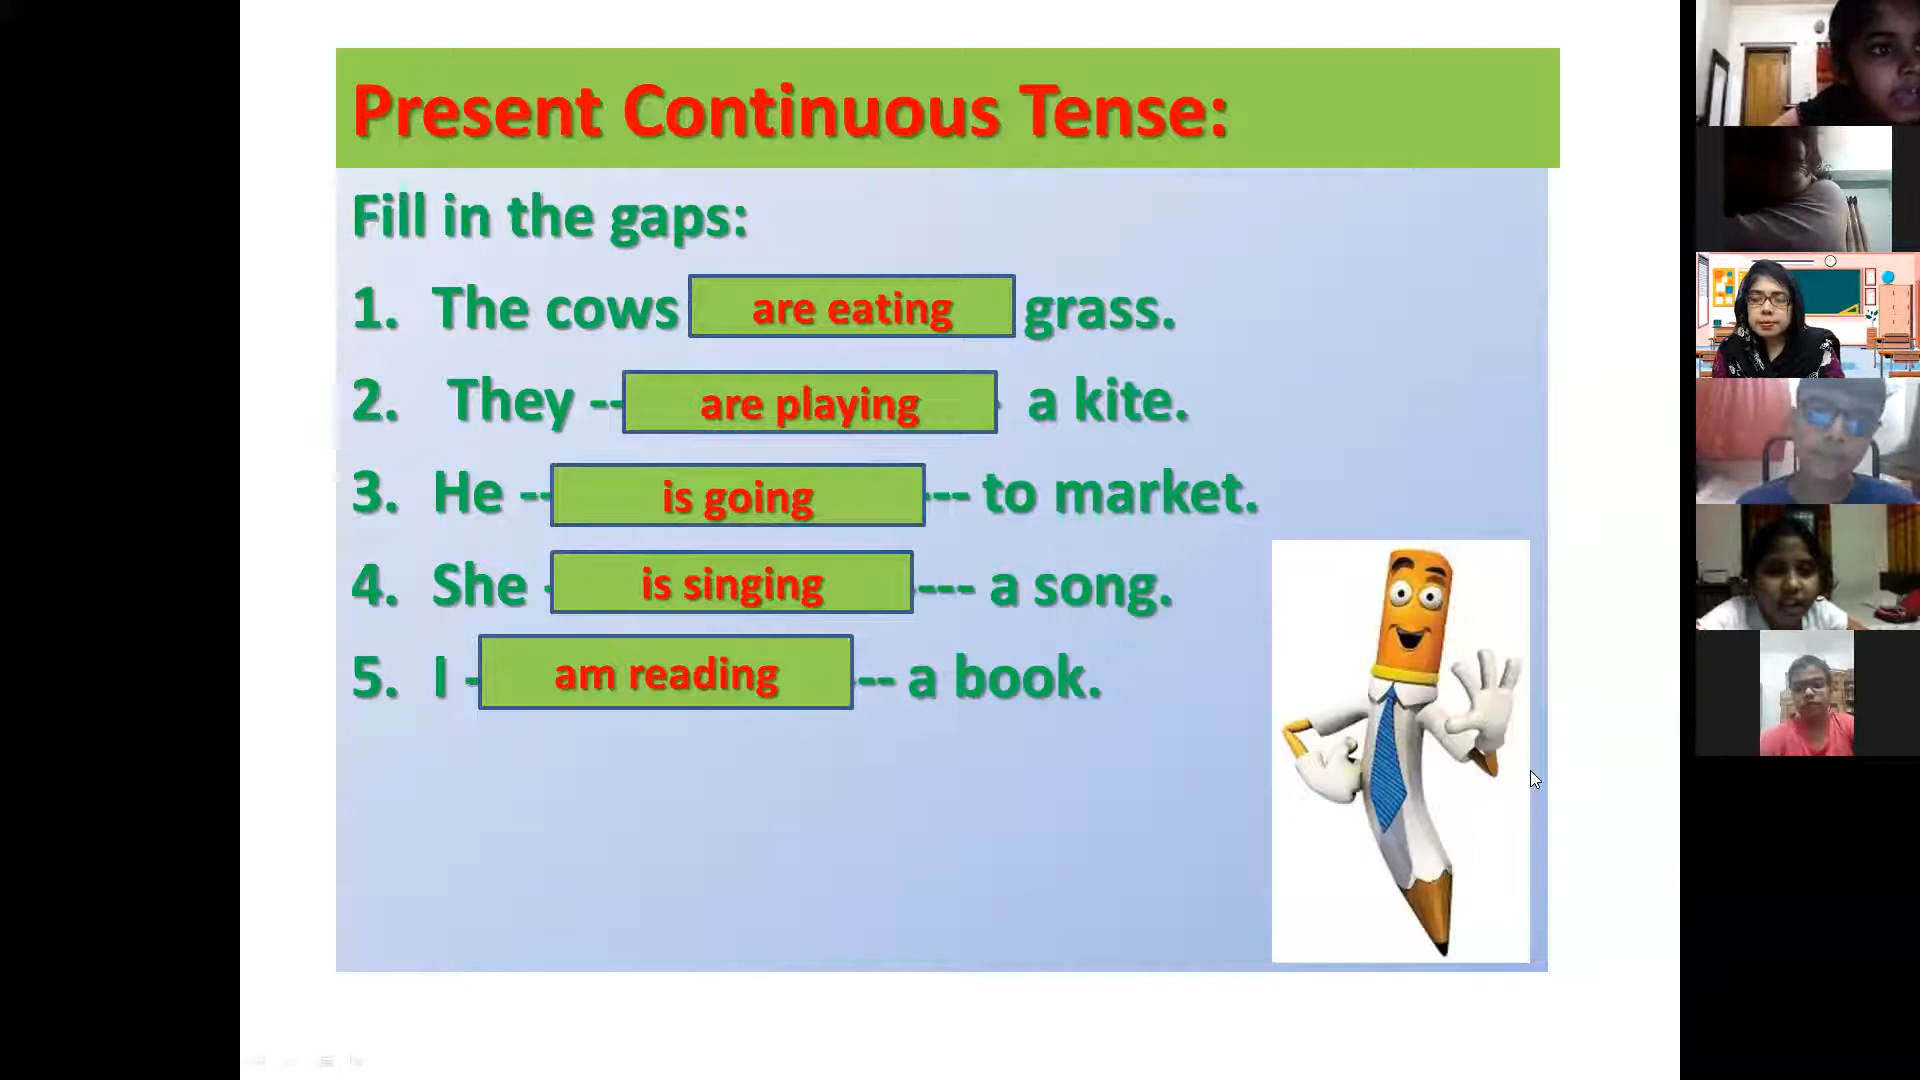 Present Continuous Tense:
Fill in the gaps:
1. The cows are eating grass.
2. They --are playing- a kite.
3. He --is going--- to market.
4. She -is singing--- a song.
5. I -am reading-- a book.